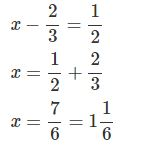 x - 2/3 = 1/2
x = 1/2 + 2/3
x = 7/6 = 1 1/6